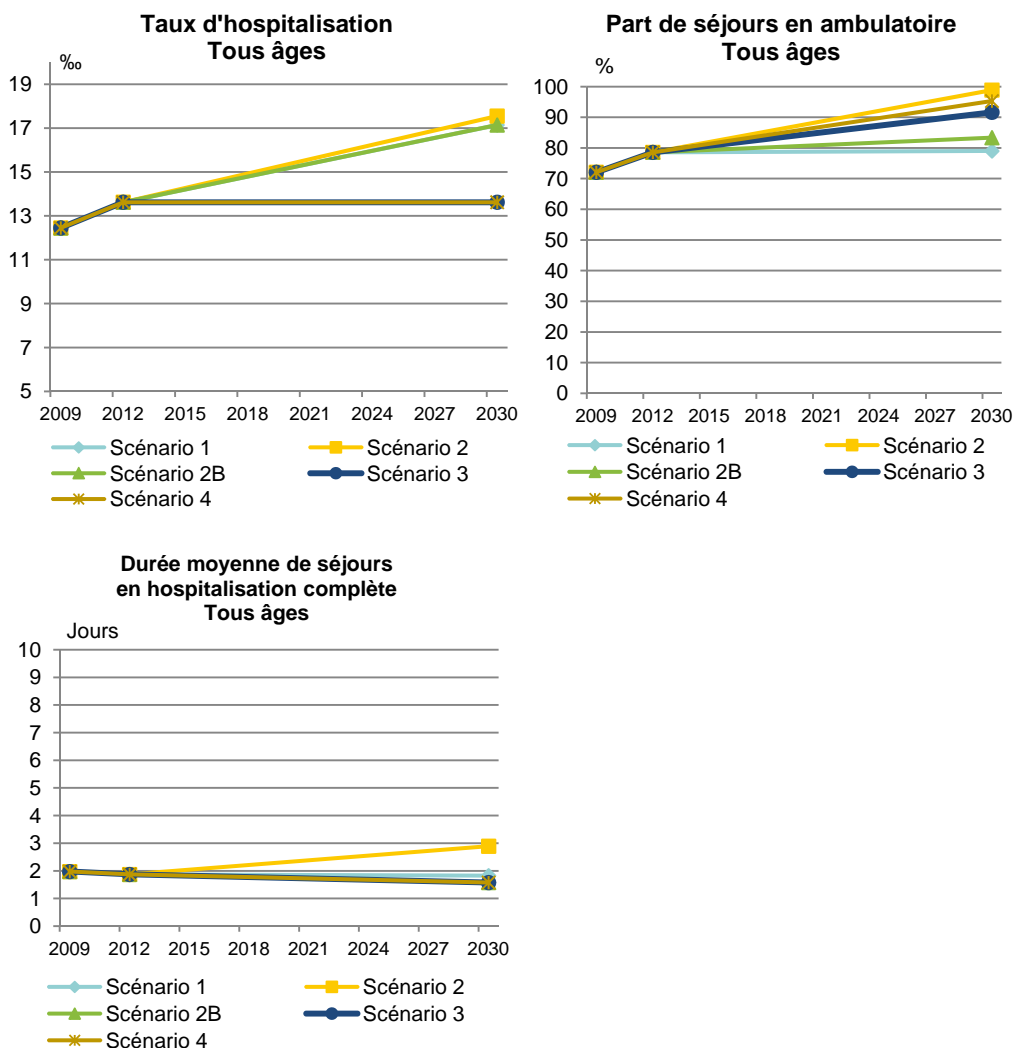 Taux d'hospitalisation
Tous âges
‰
19
17
15
13
11
9
7
5
2009 2012 2015 2018 2021 2024 2027 2030
Scénario 1
Scénario 2
Scénario 2B
Scénario 3
Scénario 4
Part de séjours en ambulatoire
Tous âges
%
100
90
80
70
60
50
40
30
20
10
0
2009 2012 2015 2018 2021 2024 2027 2030
Scénario 1
Scénario 2
Scénario 2B
Scénario 3
Scénario 4
Durée moyenne de séjours
en hospitalisation complète
Tous âges
Jours
10
9
8
7
6
5
4
3
2
1
0
2009 2012 2015 2018 2021 2024 2027 2030
Scénario 1
Scénario 2
Scénario 2B
Scénario 3
Scénario 4